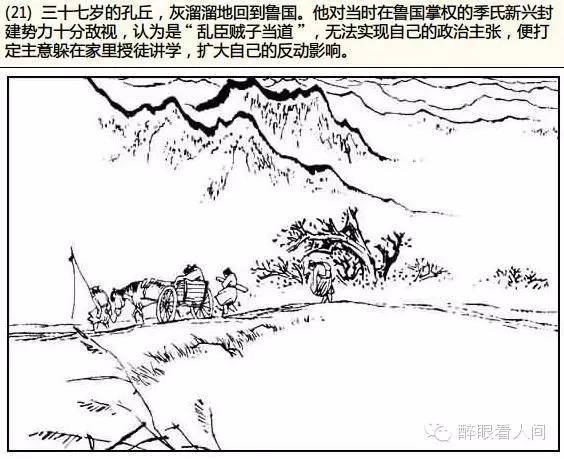 (21) 三十七岁的孔丘，灰溜溜地回到鲁国。他对当时在鲁国掌权的季氏新兴封
建势力十分敌视，认为是“乱臣贼子当道”，无法实现自己的政治主张，便打
定主意躲在家里授徒讲学，扩大自己的反动影响。
醉眼看人间